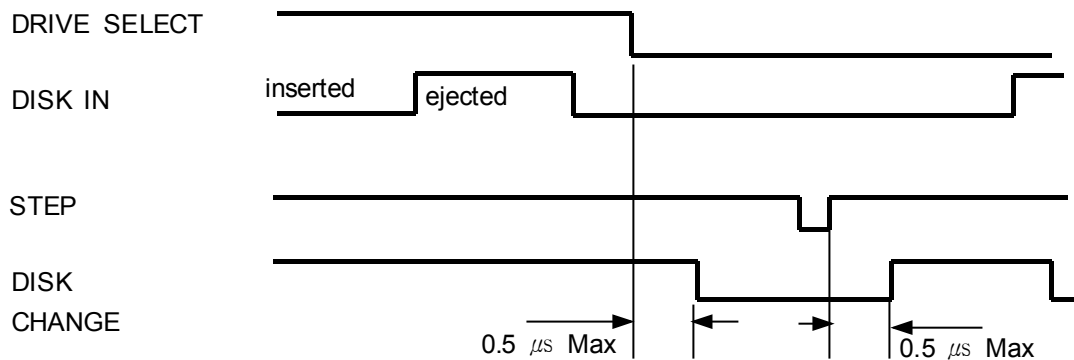 DRIVE SELECT
inserted
ejected
DISK IN
STEP
DISK
CHANGE
0.5 μs Max
0.5 μs Max